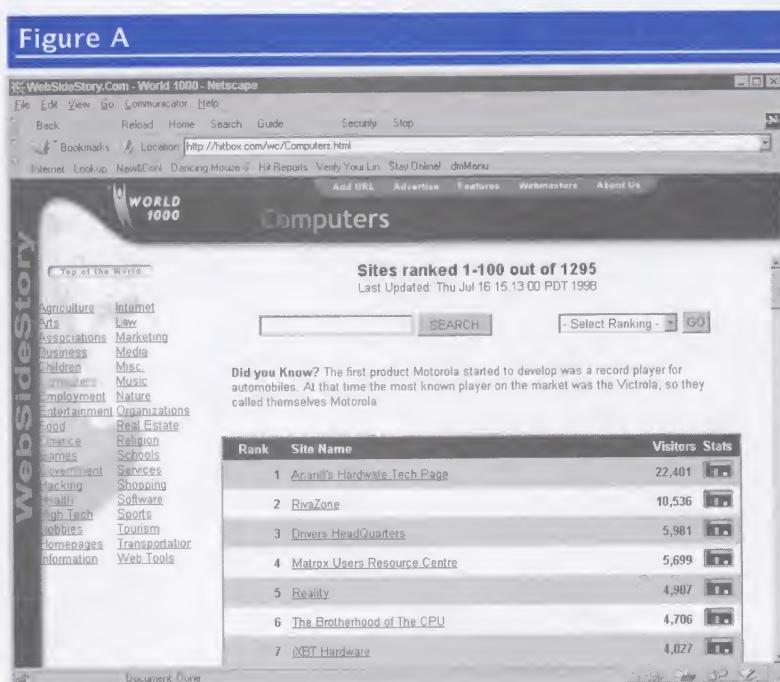 Figure A
WebSideStory.Com - World 1000 - Netscape
File Edit View Go Communicator Help
Back Reload Home Search Guide Security Stop
Bookmarks Location: http://hitbox.com/wc/Computers.html
Internet Lookup New&Cool Dancing Mouze Hit Reports Verify Your Lin Stay Online! dmMenu
Add URL Advertise Features Webmasters About Us
WORLD
1000
Computers
WebSideStory
Top of the World
Sites ranked 1-100 out of 1295
Last Updated: Thu Jul 16 15:13:00 PDT 1998
SEARCH - Select Ranking - GO
Agriculture Internet
Arts Law
Associations Marketing
Business Media
Children Misc.
Computers Music
Employment Nature
Entertainment Organizations
Food Real Estate
Finance Religion
Games Schools
Government Services
Hacking Shopping
Health Software
High Tech Sports
Hobbies Tourism
Homepages Transportation
Information Web Tools
Did you Know? The first product Motorola started to develop was a record player for
automobiles. At that time the most known player on the market was the Victrola, so they
called themselves Motorola
Rank Site Name Visitors Stats
1 Anand's Hardware Tech Page 22,401
2 RivaZone 10,536
3 Drivers HeadQuarters 5,981
4 Matrox Users Resource Centre 5,699
5 Reality 4,907
6 The Brotherhood of The CPU 4,706
7 iXBT Hardware 4,027
Document Done